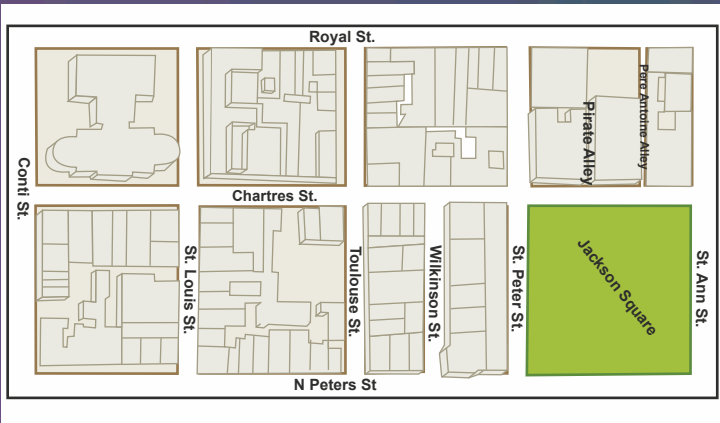 Royal St.
Pere Antoine Alley
Pirate Alley
Conti St.
Chartres St.
St. Louis St.
Toulouse St.
Wilkinson St.
St. Peter St.
Jackson Square
St. Ann St.
N Peters St